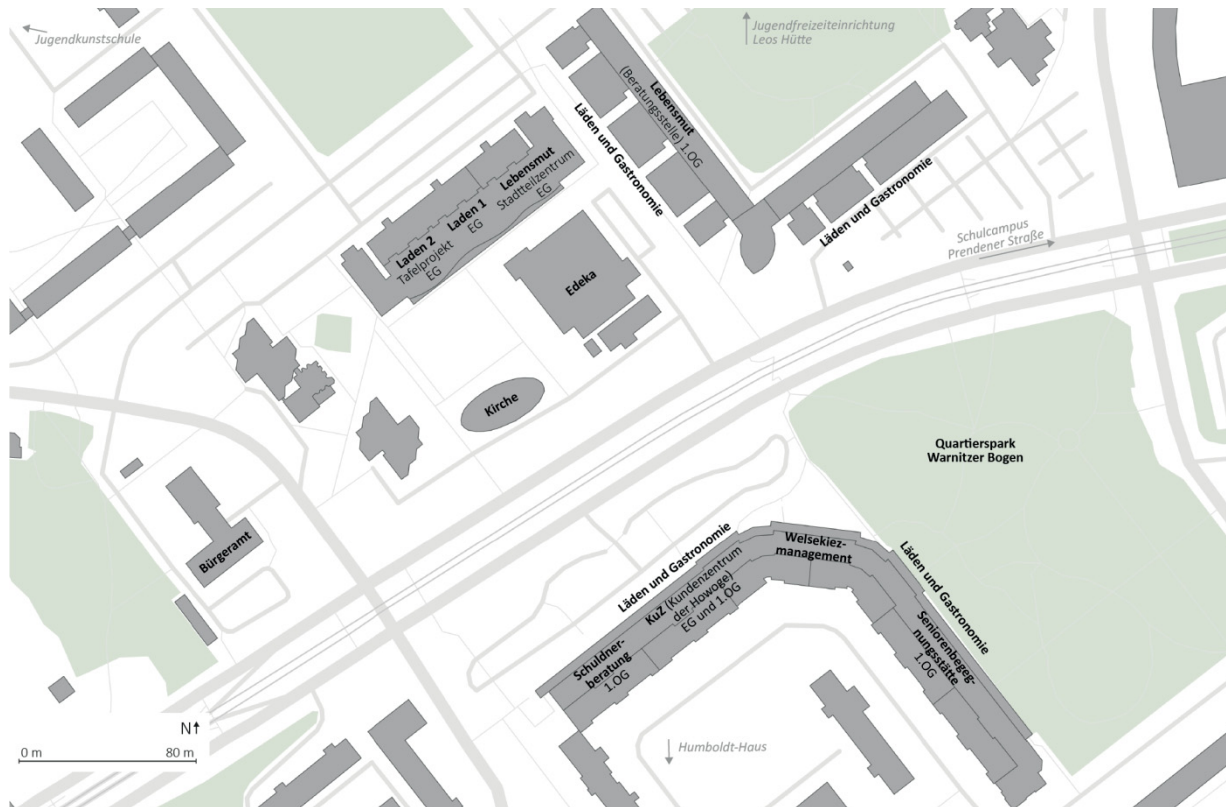 Jugendkunstschule
Jugendfreizeiteinrichtung
Leos Hütte
Lebensmut
(Beratungsstelle) 1.OG
Läden und Gastronomie
Läden und Gastronomie
Lebensmut
Stadtteilzentrum
EG
Laden 1
EG
Laden 2
Tafelprojekt
EG
Edeka
Schulcampus
Prendener Straße
Kirche
Quartierspark
Warnitzer Bogen
Bürgeramt
Läden und Gastronomie
Welsekiez-
management
KuZ (Kundenzentrum
der Howoge)
EG und 1.OG
Läden und Gastronomie
Schuldner-
beratung
1.OG
Seniorenbegeg-
nungsstätte
1.OG
Humboldt-Haus
N
0 m
80 m